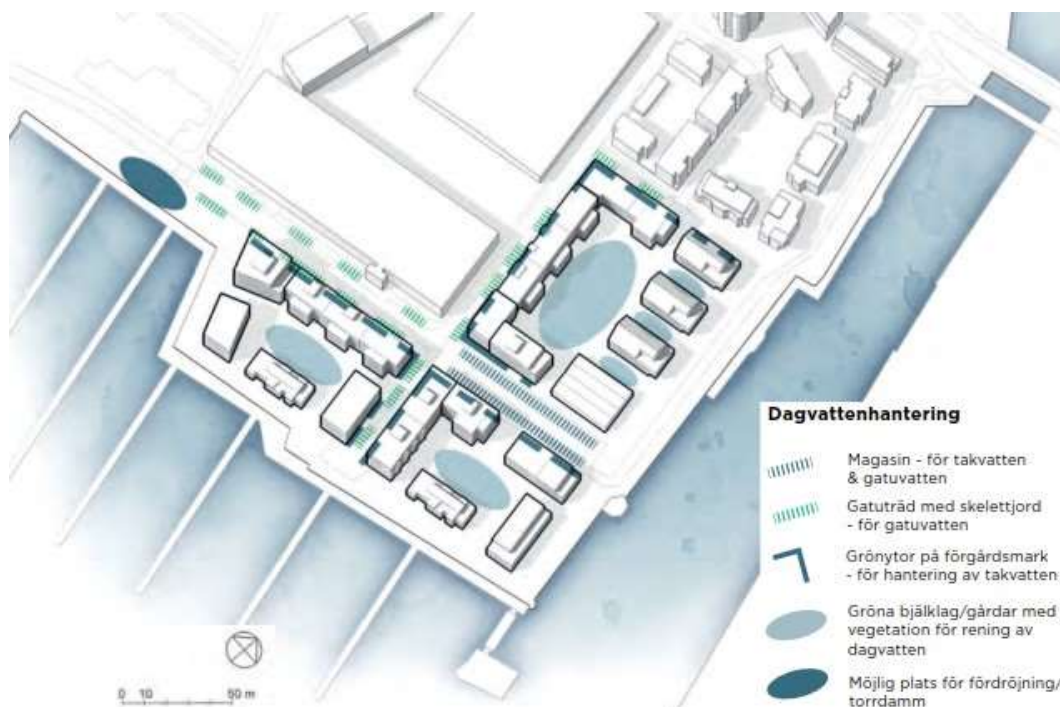 Dagvattenhantering
Magasin - för takvatten
& gatuvatten
Gatuträd med skelettjord
- för gatuvatten
Grönytor på förgårdsmark
- för hantering av takvatten
Gröna bjälklag/gårdar med
vegetation för rening av
dagvatten
Möjlig plats för fördröjning/
torrdamm
0 10 50 m